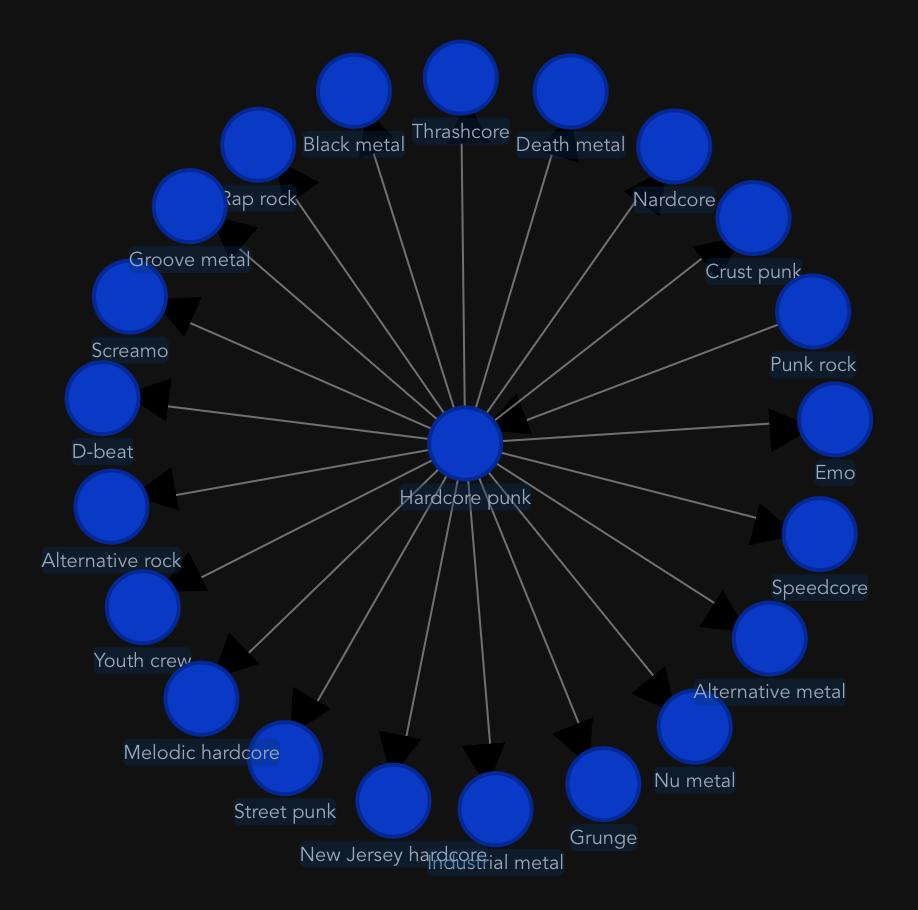 Thrashcore
Black metal
Death metal
Rap rock
Nardcore
Groove metal
Crust punk
Screamo
Punk rock
D-beat
Emo
Hardcore punk
Alternative rock
Speedcore
Youth crew
Alternative metal
Melodic hardcore
Nu metal
Street punk
Grunge
New Jersey hardcore
Industrial metal